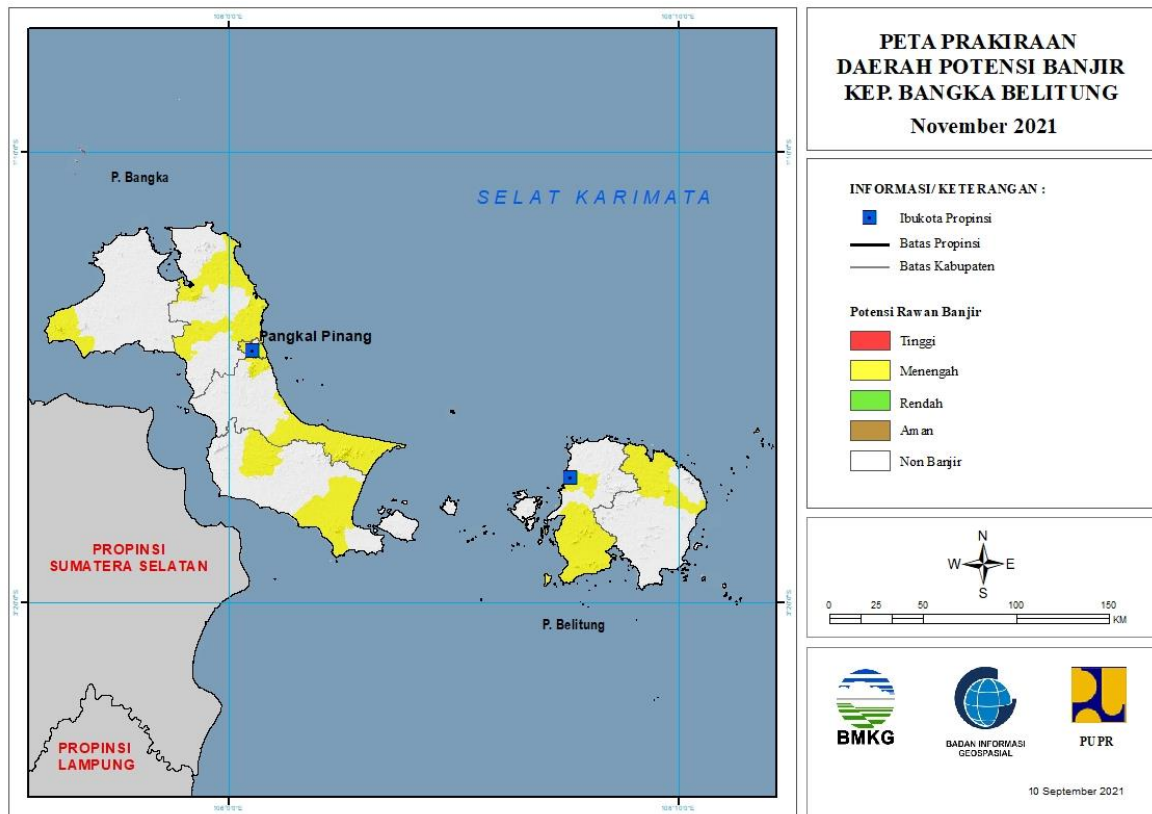 PETA PRAKIRAAN
DAERAH POTENSI BANJIR
KEP. BANGKA BELITUNG
November 2021
P. Bangka
SELAT KARIMATA
Pangkal Pinang
PROPINSI
SUMATERA SELATAN
P. Belitung
PROPINSI
LAMPUNG
INFORMASI/ KETERANGAN :
Ibukota Propinsi
Batas Propinsi
Batas Kabupaten
Potensi Rawan Banjir
Tinggi
Menengah
Rendah
Aman
Non Banjir
N
W E
S
0 25 50 100 150
KM
BMKG
BADAN INFORMASI
GEOSPASIAL
PUPR
10 September 2021